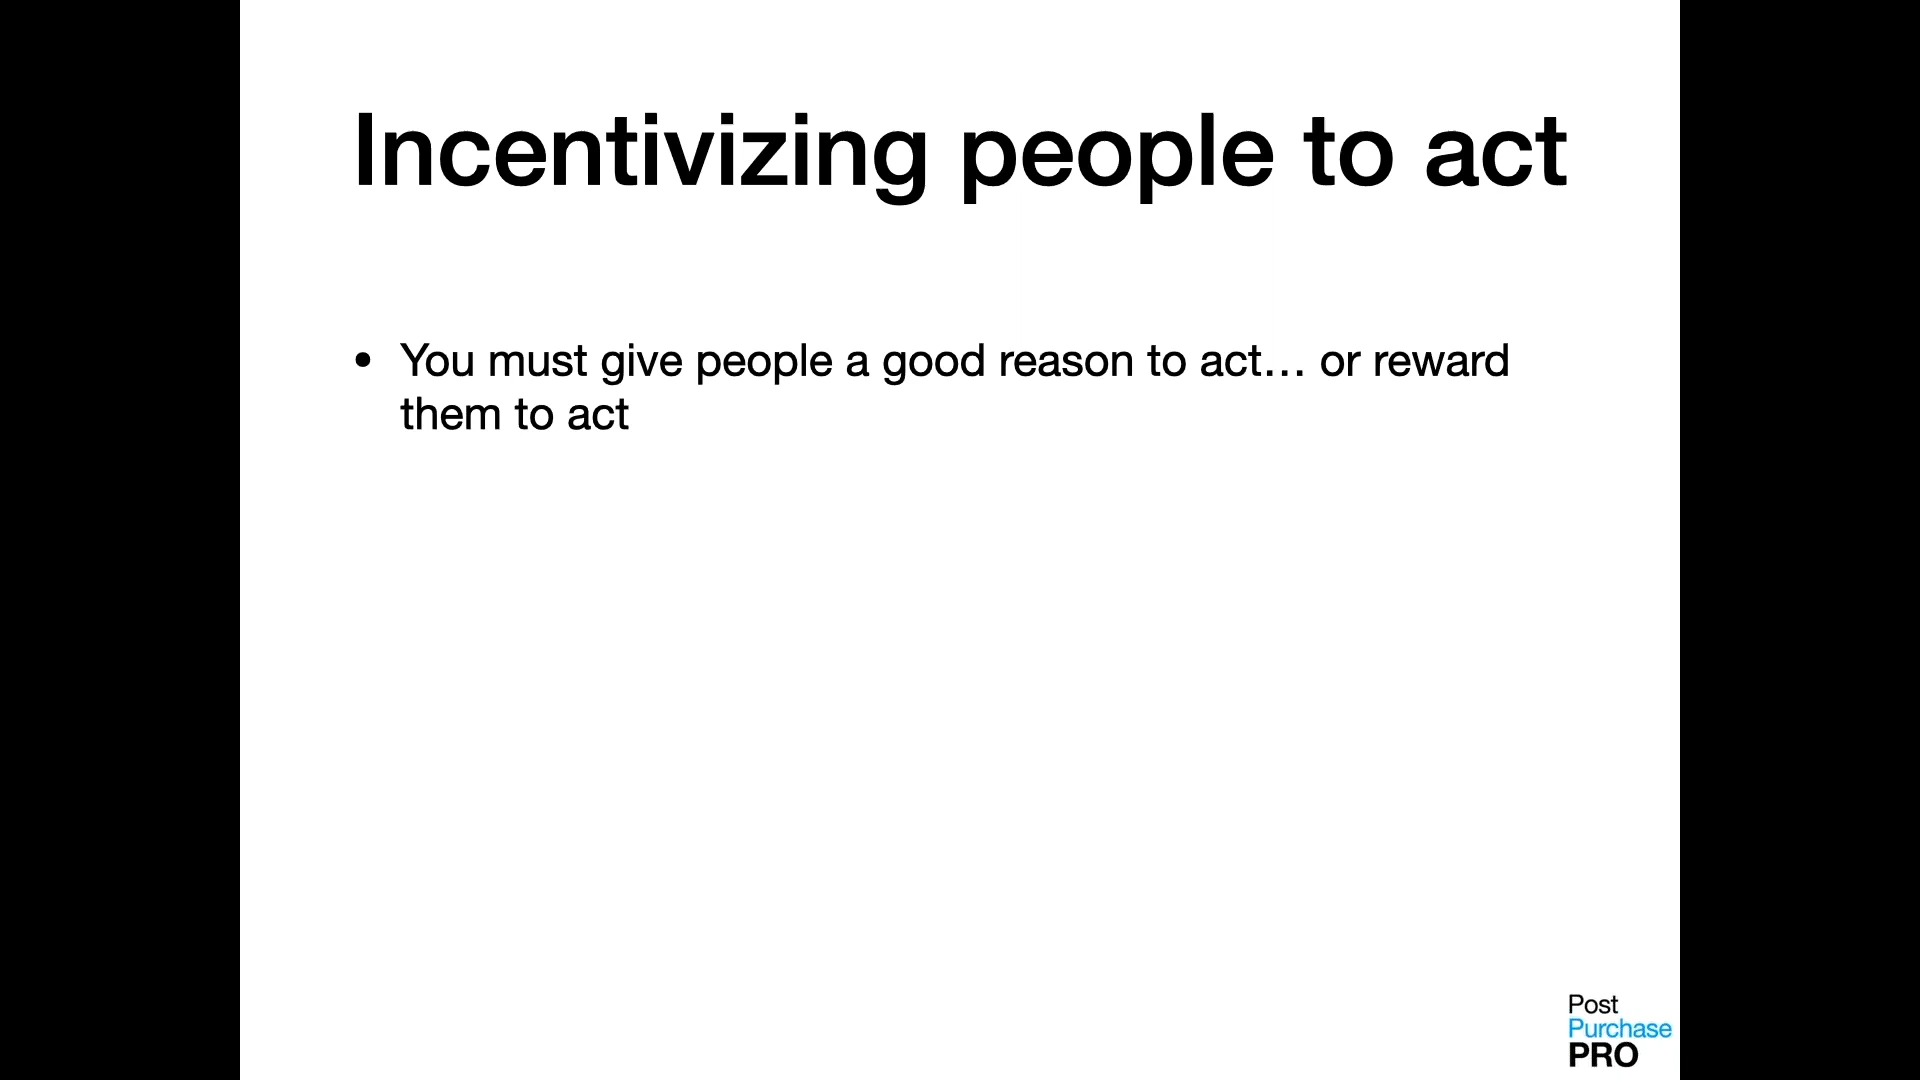 Incentivizing people to act
• You must give people a good reason to act… or reward
them to act
Post
Purchase
PRO